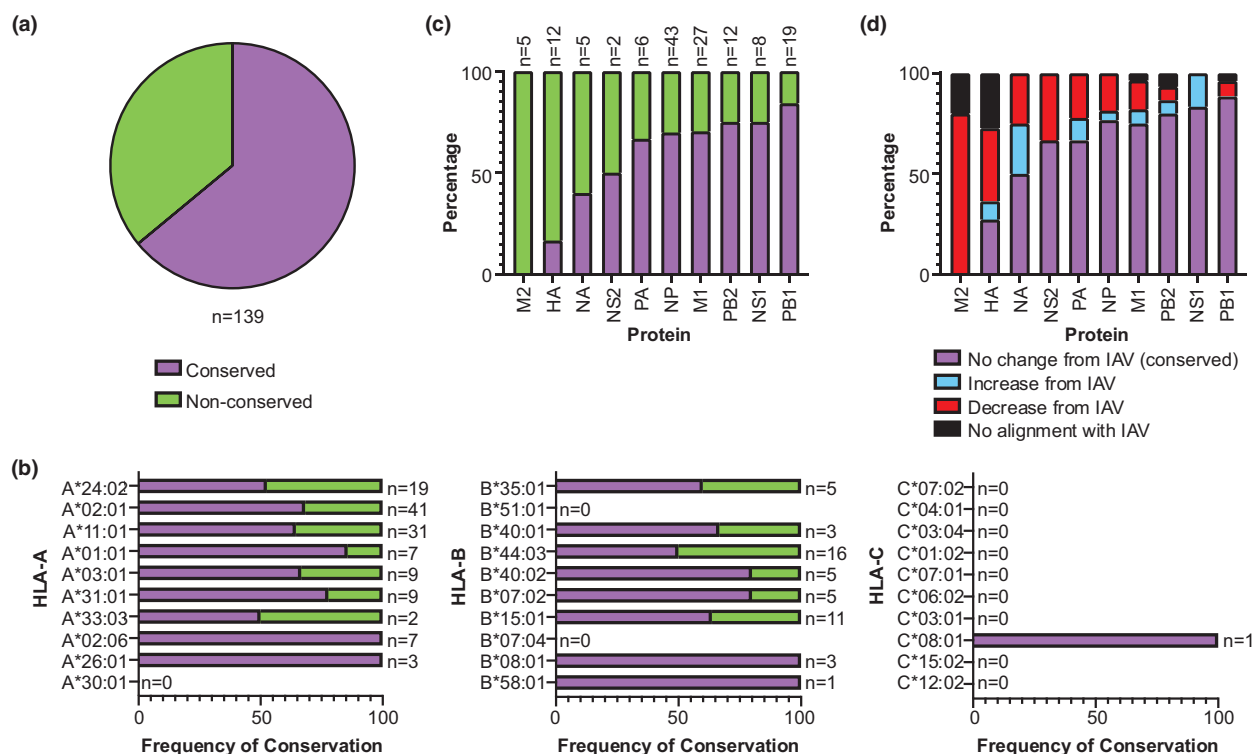 (a)
n=139
Conserved
Non-conserved
(c)
n=5
n=12
n=5
n=2
n=6
n=43
n=27
n=12
n=8
n=19
100
50
0
Percentage
M2
HA
NA
NS2
PA
NP
M1
PB2
NS1
PB1
Protein
(d)
100
50
0
Percentage
M2
HA
NA
NS2
PA
NP
M1
PB2
NS1
PB1
Protein
No change from IAV (conserved)
Increase from IAV
Decrease from IAV
No alignment with IAV
(b)
HLA-A
A*24:02 n=19
A*02:01 n=41
A*11:01 n=31
A*01:01 n=7
A*03:01 n=9
A*31:01 n=9
A*33:03 n=2
A*02:06 n=7
A*26:01 n=3
A*30:01 n=0
0 50 100
Frequency of Conservation
HLA-B
B*35:01 n=5
B*51:01 n=0
B*40:01 n=3
B*44:03 n=16
B*40:02 n=5
B*07:02 n=5
B*15:01 n=11
B*07:04 n=0
B*08:01 n=3
B*58:01 n=1
0 50 100
Frequency of Conservation
HLA-C
C*07:02 n=0
C*04:01 n=0
C*03:04 n=0
C*01:02 n=0
C*07:01 n=0
C*06:02 n=0
C*03:01 n=0
C*08:01 n=1
C*15:02 n=0
C*12:02 n=0
0 50 100
Frequency of Conservation